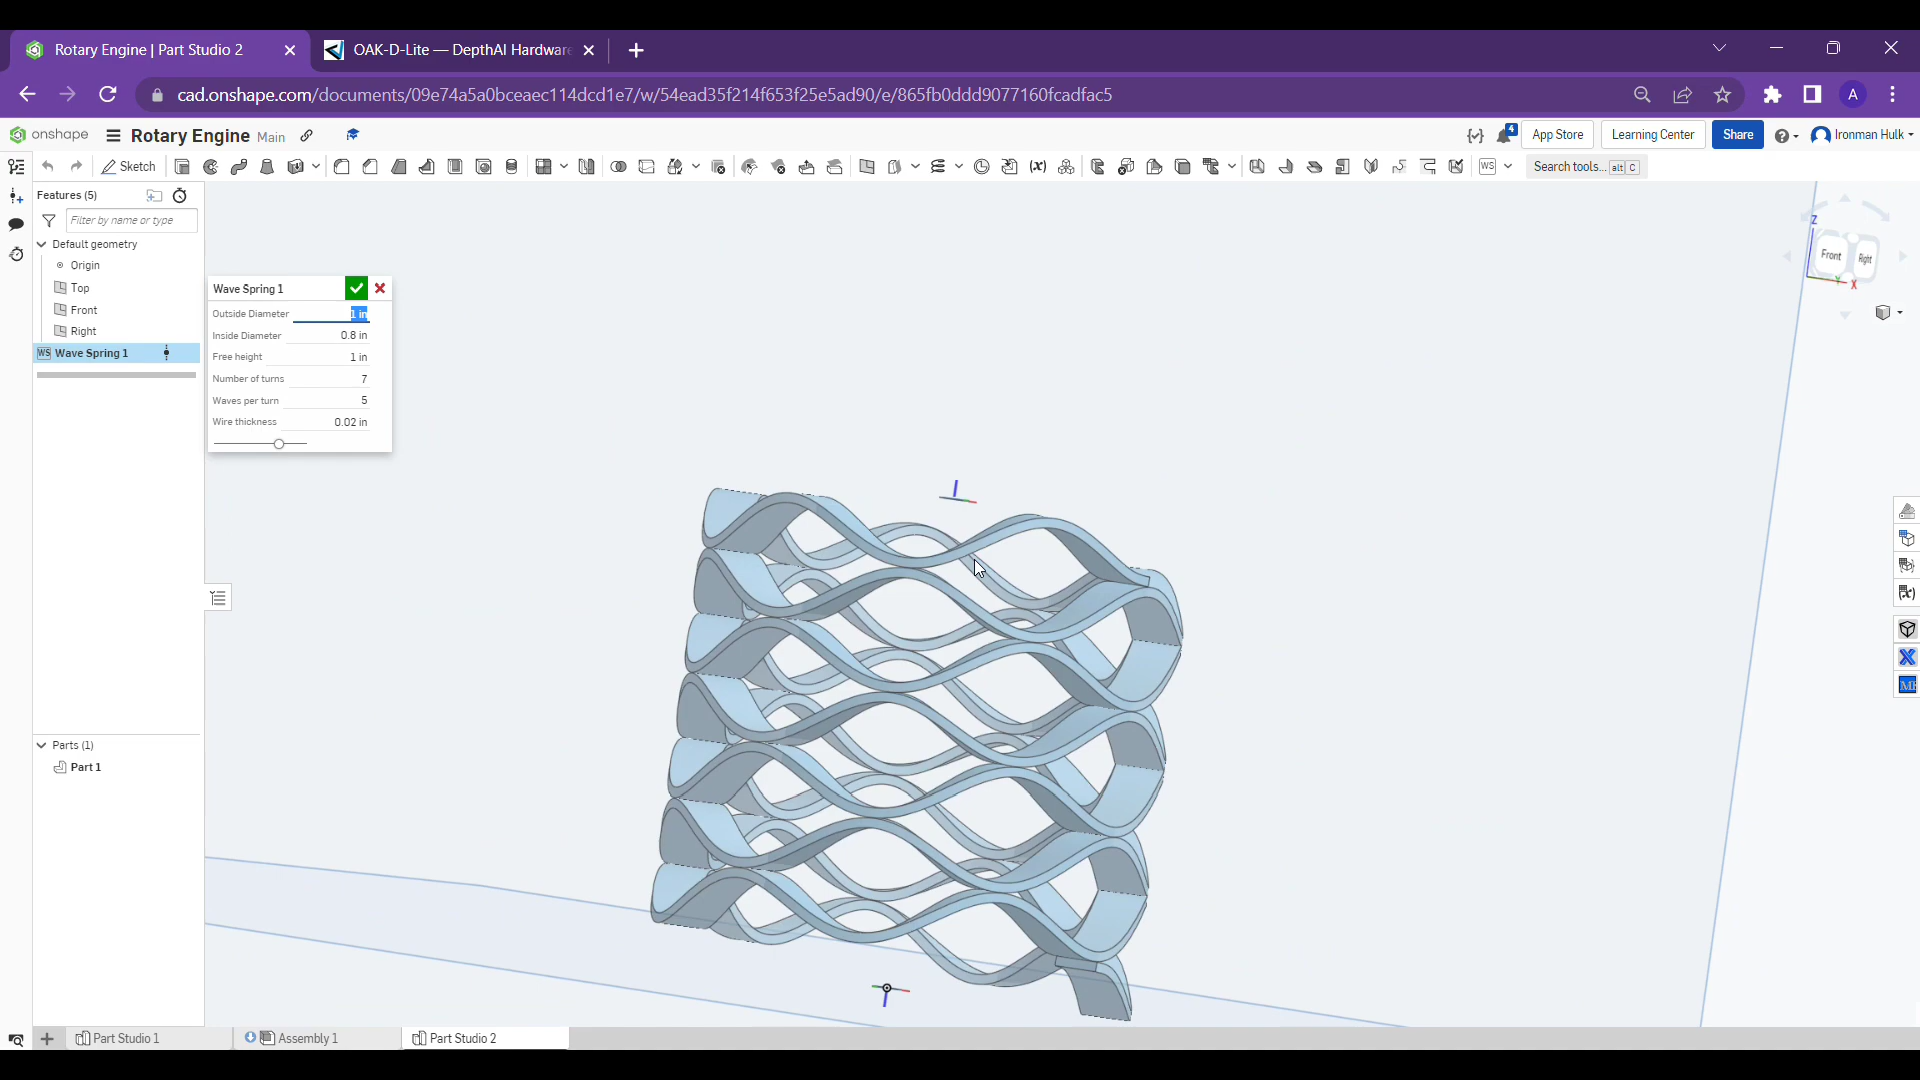 Rotary Engine | Part Studio 2
OAK-D-Lite — DepthAI Hardware
cad.onshape.com/documents/09e74a5a0bceaec114dcd1e7/w/54ead35f214f653f25e5ad90/e/865fb0ddd9077160fcadfac5
A
onshape Rotary Engine Main
4 App Store Learning Center Share Ironman Hulk
Sketch
(x)
WS
Search tools... alt C
Features (5)
Filter by name or type
Default geometry
Origin
Top
Front
Right
WS Wave Spring 1
Wave Spring 1
Outside Diameter 1 in
Inside Diameter 0.8 in
Free height 1 in
Number of turns 7
Waves per turn 5
Wire thickness 0.02 in
Z
Front
Right
Y
X
(x)
Parts (1)
Part 1
Part Studio 1
Assembly 1
Part Studio 2